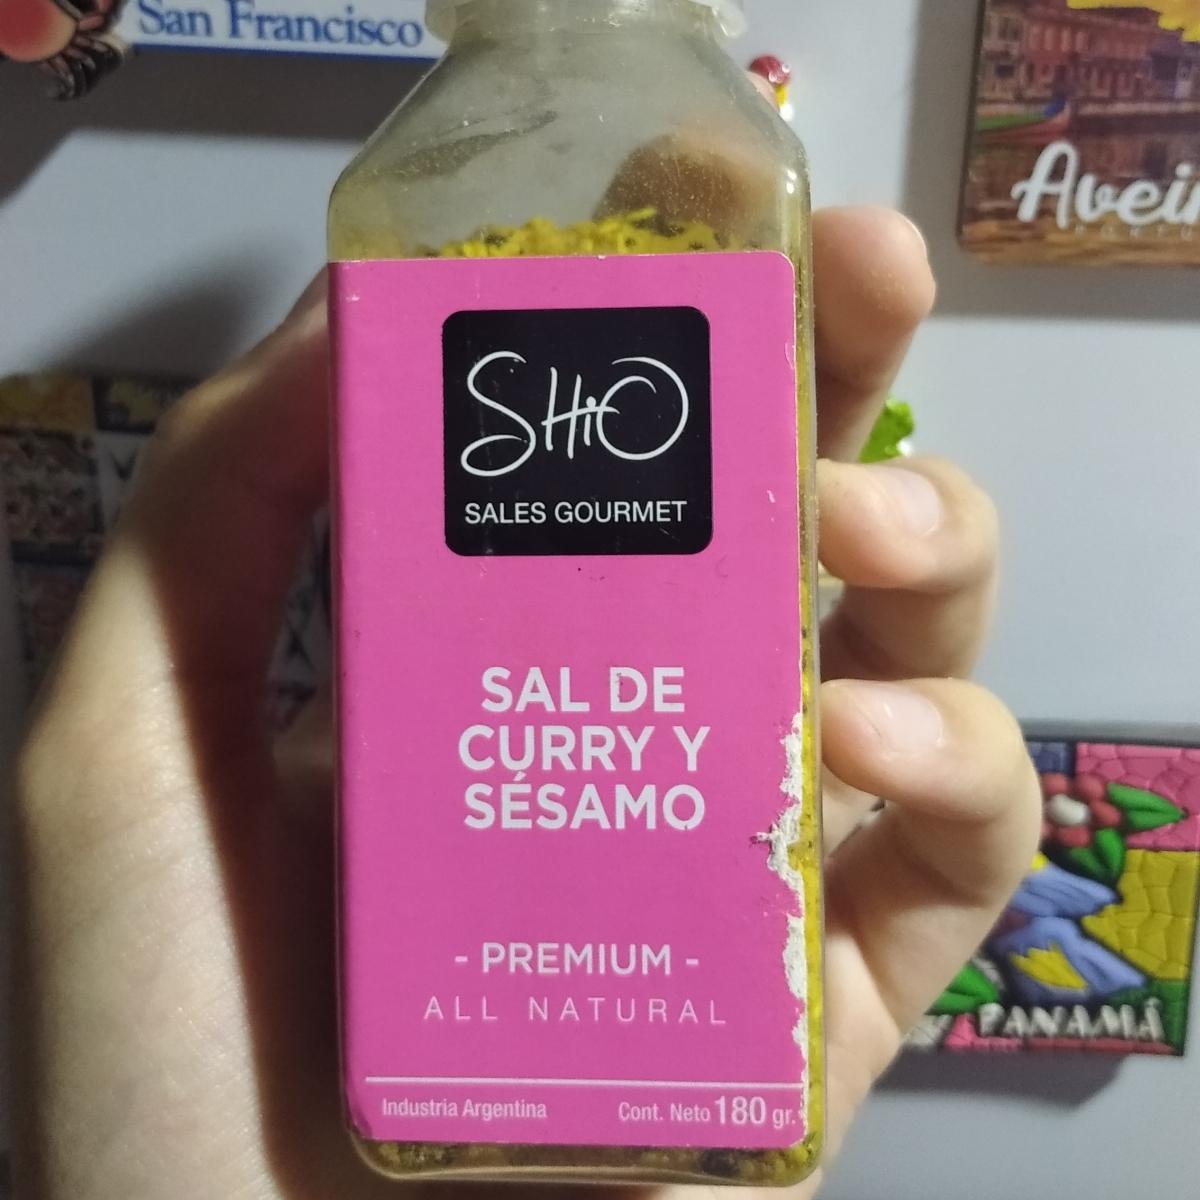 San Francisco
SHiO
SALES GOURMET
SAL DE
CURRY Y
SÉSAMO
- PREMIUM -
ALL NATURAL
Industria Argentina
Cont. Neto 180 gr.
PANAMÁ